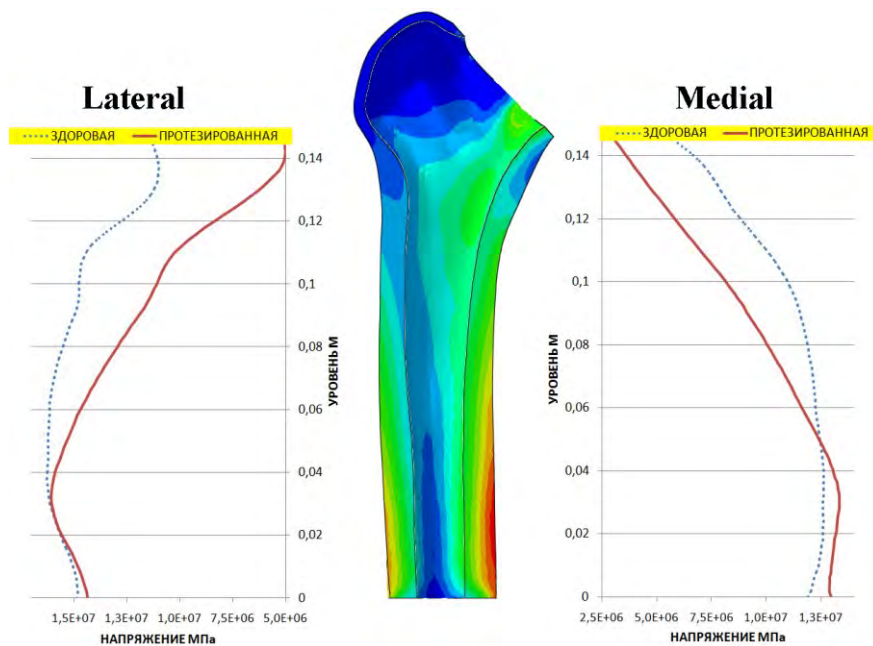 Lateral
ЗДОРОВАЯ ПРОТЕЗИРОВАННАЯ
0,14
0,12
0,1
0,08
0,06
0,04
0,02
0
УРОВЕНЬ М
1,5E+07 1,3E+07 1,0E+07 7,5E+06 5,0E+06
НАПРЯЖЕНИЕ МПа
Medial
ЗДОРОВАЯ ПРОТЕЗИРОВАННАЯ
0,14
0,12
0,1
0,08
0,06
0,04
0,02
0
УРОВЕНЬ М
2,5E+06 5,0E+06 7,5E+06 1,0E+07 1,3E+07
НАПРЯЖЕНИЕ МПа